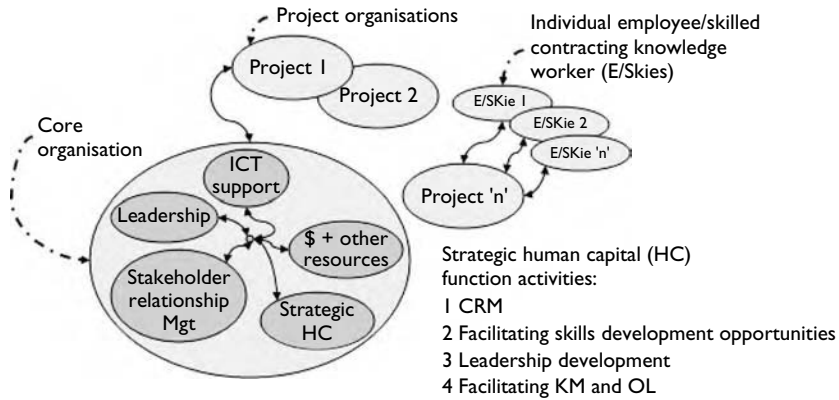 Project organisations
Project 1
Project 2
Individual employee/skilled
contracting knowledge
worker (E/Skies)
E/SKie 1
E/SKie 2
E/SKie 'n'
Project 'n'
Core
organisation
ICT
support
Leadership
$ + other
resources
Stakeholder
relationship
Mgt
Strategic
HC
Strategic human capital (HC)
function activities:
1 CRM
2 Facilitating skills development opportunities
3 Leadership development
4 Facilitating KM and OL